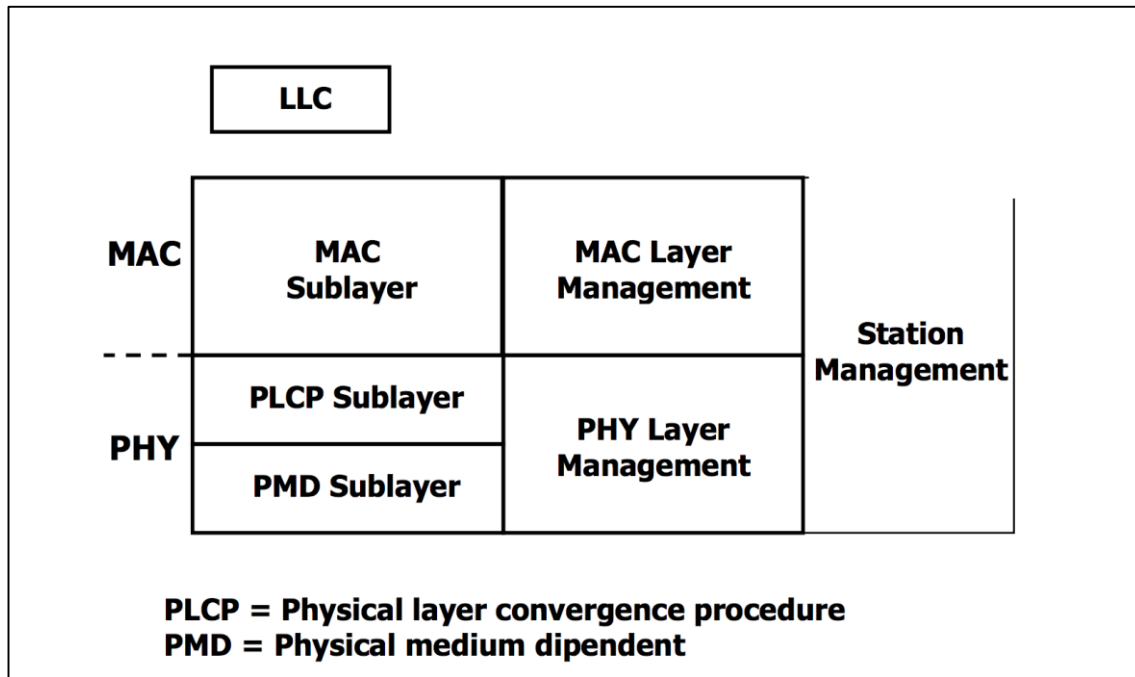 LLC
MAC
MAC
Sublayer
MAC Layer
Management
Station
Management
PHY
PLCP Sublayer
PMD Sublayer
PHY Layer
Management
PLCP = Physical layer convergence procedure
PMD = Physical medium dipendent